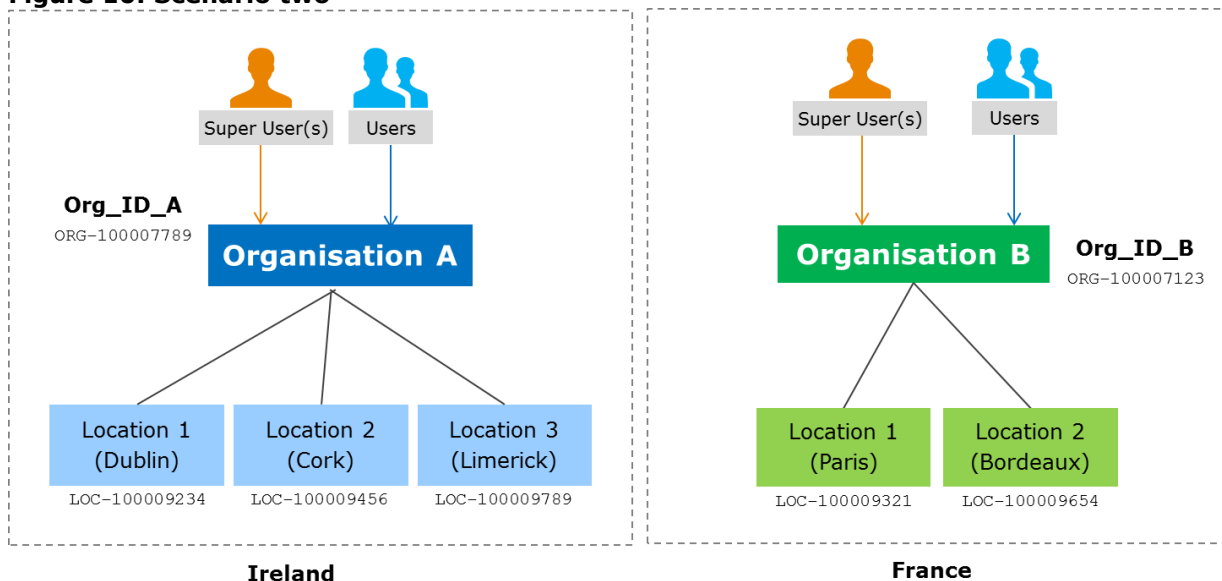 Figure 10: Scenario two
Super User(s)
Users
Org_ID_A
ORG-100007789
Organisation A
Location 1
(Dublin)
LOC-100009234
Location 2
(Cork)
LOC-100009456
Location 3
(Limerick)
LOC-100009789
Ireland
Super User(s)
Users
Organisation B
Org_ID_B
ORG-100007123
Location 1
(Paris)
LOC-100009321
Location 2
(Bordeaux)
LOC-100009654
France